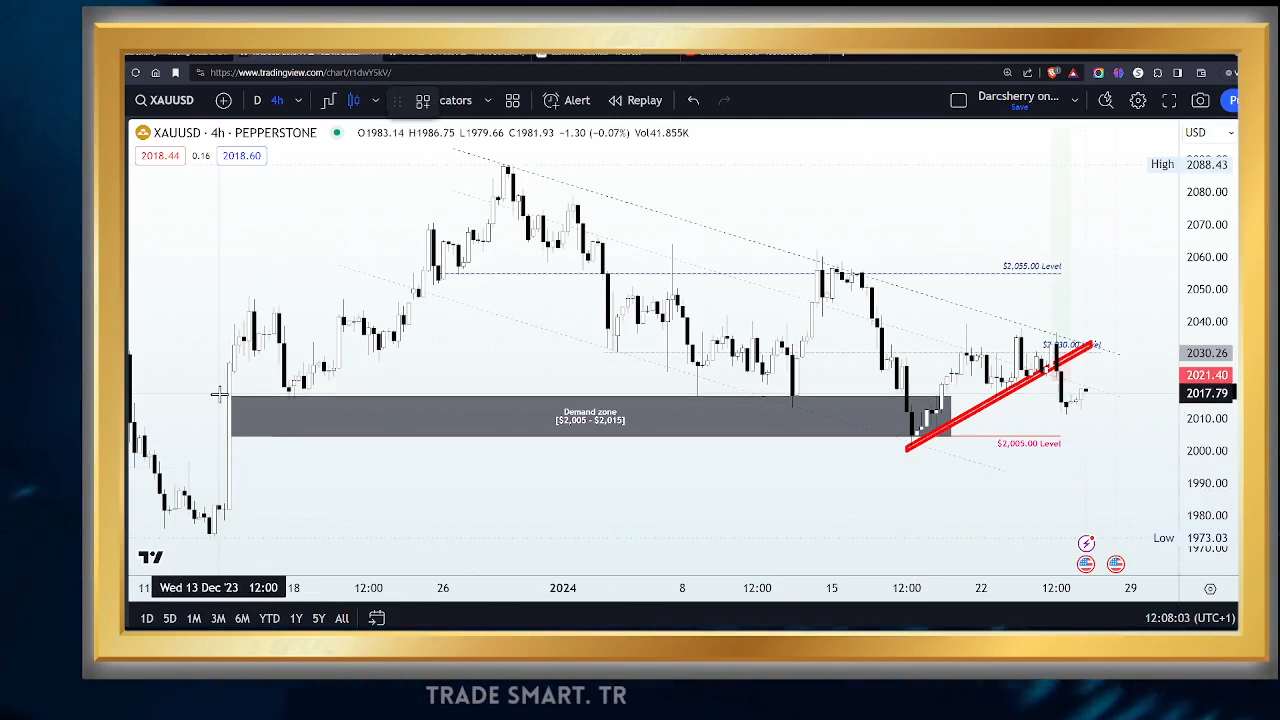 https://www.tradingview.com/chart/r1dwY5kV/
XAUUSD D 4h cators Alert Replay Darcsherry on... Save
XAUUSD · 4h · PEPPERSTONE O1983.14 H1986.75 L1979.66 C1981.93 −1.30 (−0.07%) Vol41.855K USD
2018.44 0.16 2018.60
High 2088.43
2080.00
2070.00
2060.00
$2,055.00 Level
2050.00
2040.00
2030.26
2021.40
2017.79
Demand zone
[$2,005 - $2,015]
2010.00
$2,005.00 Level
2000.00
1990.00
1980.00
Low 1973.03
1970.00
11 Wed 13 Dec '23 12:00 18 12:00 26 2024 8 12:00 15 12:00 22 12:00 29
1D 5D 1M 3M 6M YTD 1Y 5Y All 12:08:03 (UTC+1)
TRADE SMART. TR